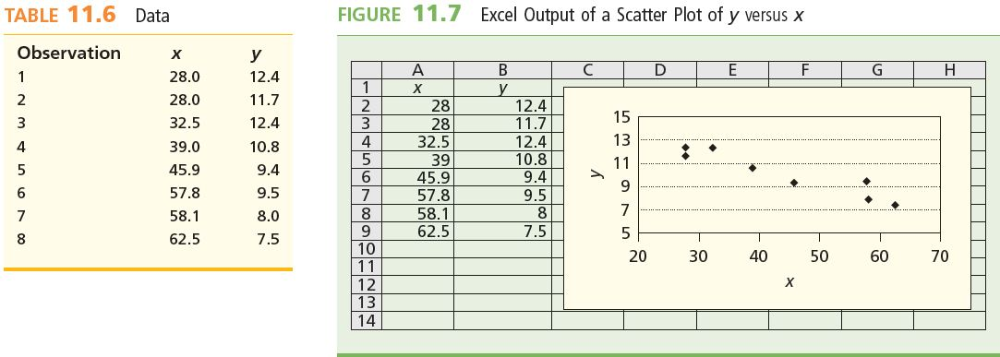 TABLE 11.6 Data
Observation x y
1 28.0 12.4
2 28.0 11.7
3 32.5 12.4
4 39.0 10.8
5 45.9 9.4
6 57.8 9.5
7 58.1 8.0
8 62.5 7.5
FIGURE 11.7 Excel Output of a Scatter Plot of y versus x
A B C D E F G H
1 x y
2 28 12.4
3 28 11.7
4 32.5 12.4
5 39 10.8
6 45.9 9.4
7 57.8 9.5
8 58.1 8
9 62.5 7.5
10
11
12
13
14
y
15
13
11
9
7
5
20 30 40 50 60 70
x